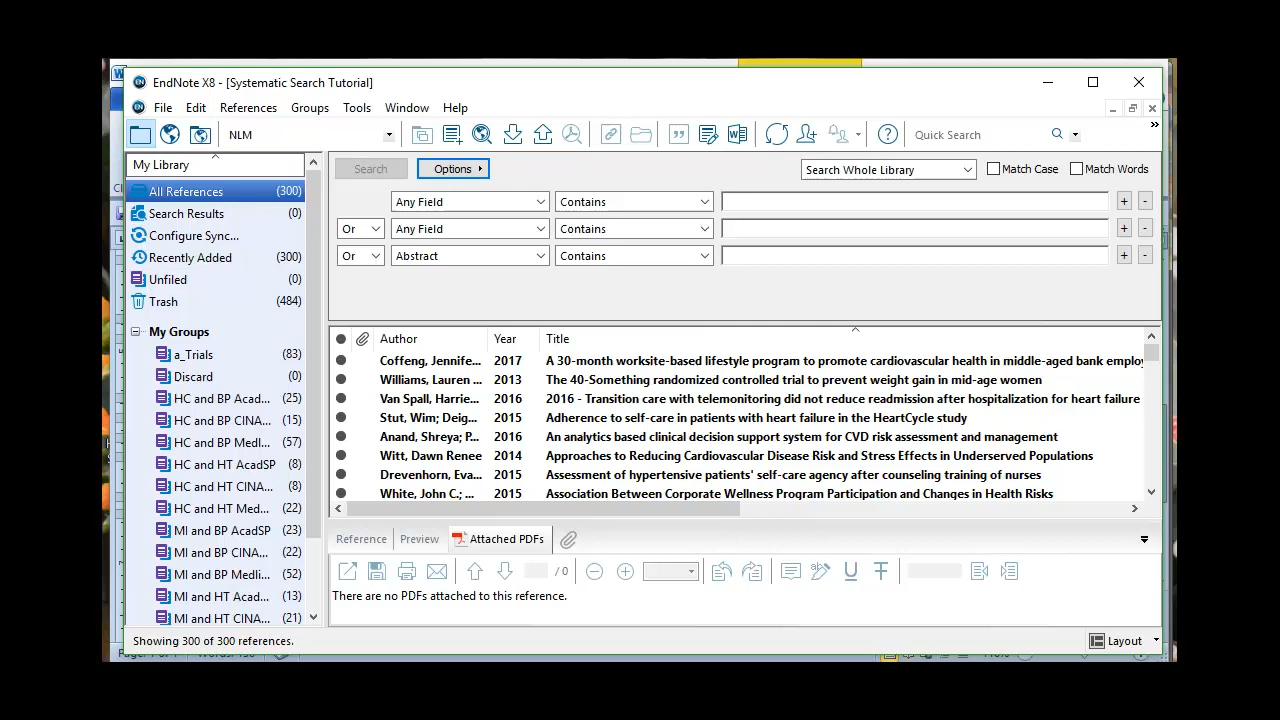 EndNote X8 - [Systematic Search Tutorial]
File Edit References Groups Tools Window Help
NLM
Quick Search
My Library
All References (300)
Search Results (0)
Configure Sync...
Recently Added (300)
Unfiled (0)
Trash (484)
My Groups
a_Trials (83)
Discard (0)
HC and BP Acad... (25)
HC and BP CINA... (22)
HC and BP Medl... (57)
HC and HT AcadSP (8)
HC and HT CINA... (8)
HC and HT Med... (22)
MI and BP AcadSP (23)
MI and BP CINA... (22)
MI and BP Medli... (52)
MI and HT Acad... (13)
MI and HT CINA... (21)
Search Options Search Whole Library Match Case Match Words
Any Field Contains + -
Or Any Field Contains + -
Or Abstract Contains + -
Author Year Title
Coffeng, Jennife... 2017 A 30-month worksite-based lifestyle program to promote cardiovascular health in middle-aged bank employ
Williams, Lauren ... 2013 The 40-Something randomized controlled trial to prevent weight gain in mid-age women
Van Spall, Harrie... 2016 2016 - Transition care with telemonitoring did not reduce readmission after hospitalization for heart failure
Stut, Wim; Deig... 2015 Adherence to self-care in patients with heart failure in the HeartCycle study
Anand, Shreya; P... 2016 An analytics based clinical decision support system for CVD risk assessment and management
Witt, Dawn Renee 2014 Approaches to Reducing Cardiovascular Disease Risk and Stress Effects in Underserved Populations
Drevenhorn, Eva... 2015 Assessment of hypertensive patients' self-care agency after counseling training of nurses
White, John C.; ... 2015 Association Between Corporate Wellness Program Participation and Changes in Health Risks
Reference Preview Attached PDFs
/ 0
There are no PDFs attached to this reference.
Showing 300 of 300 references.
Layout